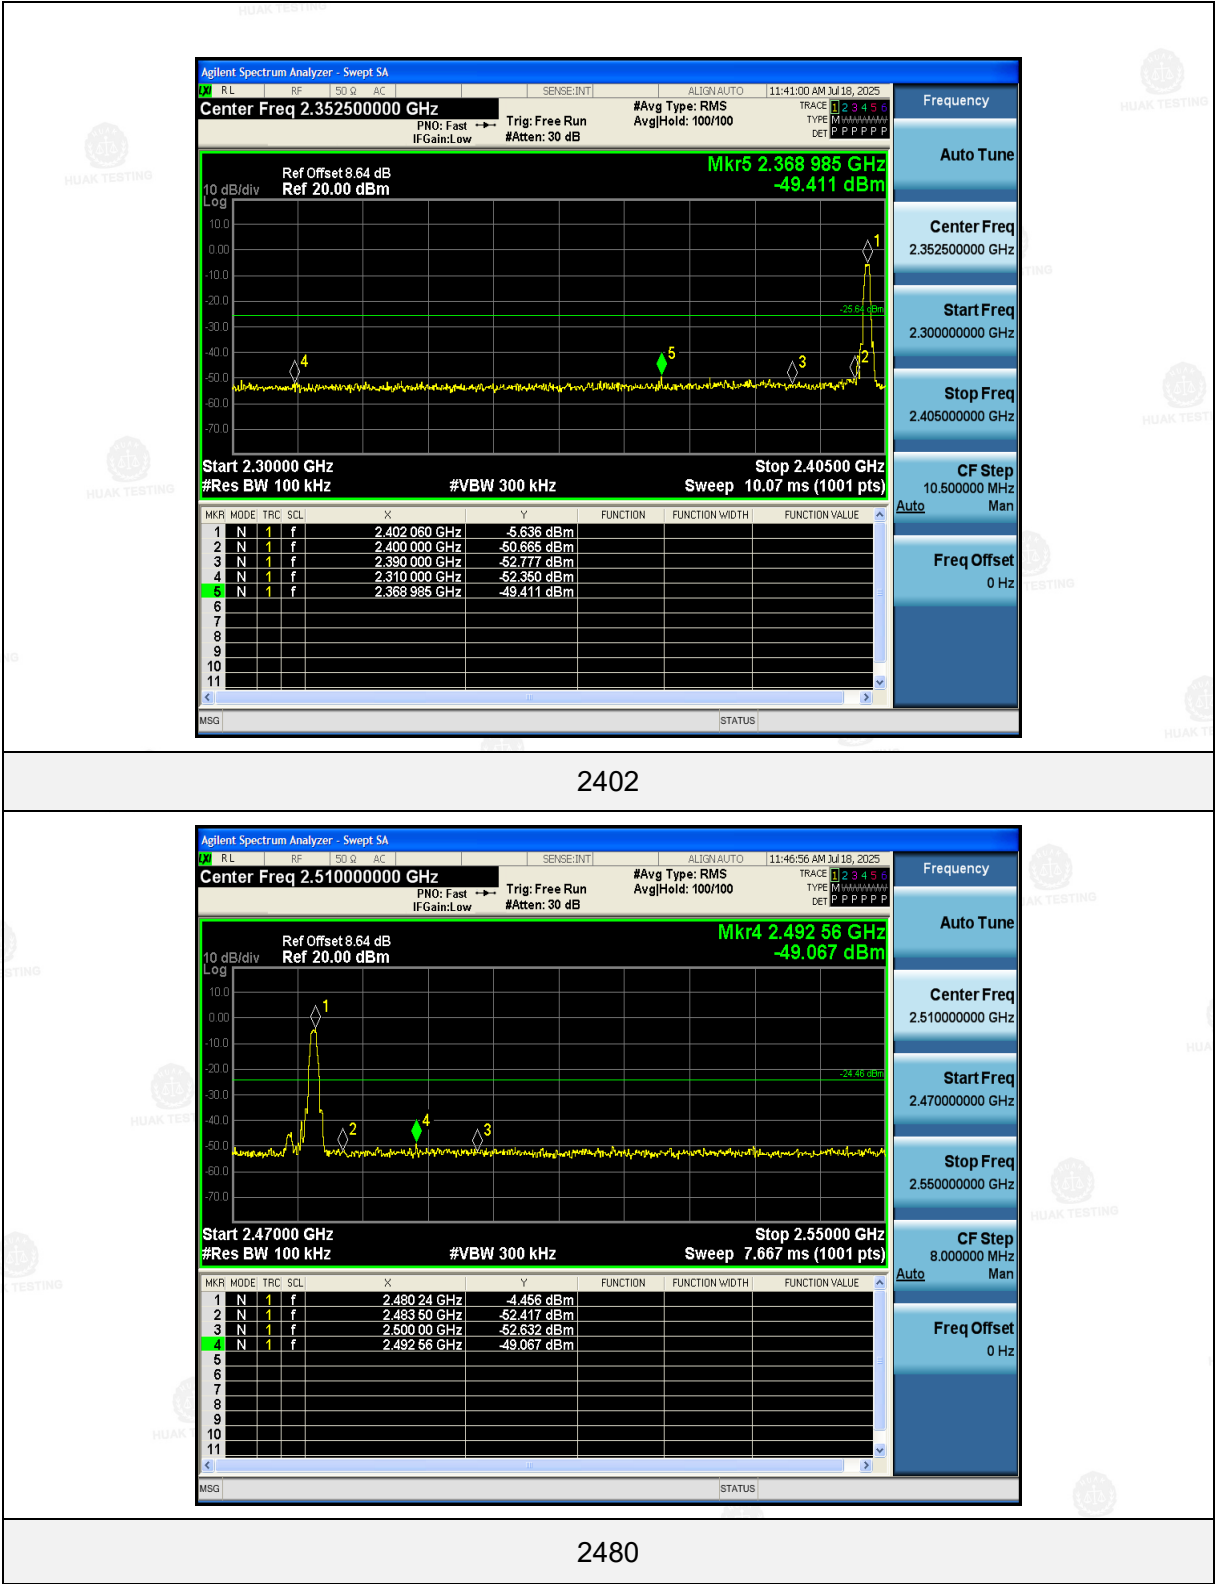 HUAK TESTING
Agilent Spectrum Analyzer - Swept SA
LXI RL RF 50 Ω AC SENSE:INT ALIGN AUTO 11:41:00 AM Jul 18, 2025
Center Freq 2.352500000 GHz
PNO: Fast
IFGain:Low
Trig: Free Run
#Atten: 30 dB
#Avg Type: RMS
Avg|Hold: 100/100
TRACE 1 2 3 4 5 6
TYPE M
DET P P P P P P
Frequency
Auto Tune
Center Freq
2.352500000 GHz
Start Freq
2.300000000 GHz
Stop Freq
2.405000000 GHz
CF Step
10.500000 MHz
Auto Man
Freq Offset
0 Hz
Mkr5 2.368 985 GHz
-49.411 dBm
Ref Offset 8.64 dB
10 dB/div Ref 20.00 dBm
Log
10.0
0.00
-10.0
-20.0
-30.0
-40.0
-50.0
-60.0
-70.0
-25.64 dBm
1
2
3
4
5
Start 2.30000 GHz Stop 2.40500 GHz
#Res BW 100 kHz #VBW 300 kHz Sweep 10.07 ms (1001 pts)
MKR MODE TRC SCL X Y FUNCTION FUNCTION WIDTH FUNCTION VALUE
1 N 1 f 2.402 060 GHz -5.636 dBm
2 N 1 f 2.400 000 GHz -50.665 dBm
3 N 1 f 2.390 000 GHz -52.777 dBm
4 N 1 f 2.310 000 GHz -52.350 dBm
5 N 1 f 2.368 985 GHz -49.411 dBm
6
7
8
9
10
11
MSG STATUS
2402
Agilent Spectrum Analyzer - Swept SA
LXI RL RF 50 Ω AC SENSE:INT ALIGN AUTO 11:46:56 AM Jul 18, 2025
Center Freq 2.510000000 GHz
PNO: Fast
IFGain:Low
Trig: Free Run
#Atten: 30 dB
#Avg Type: RMS
Avg|Hold: 100/100
TRACE 1 2 3 4 5 6
TYPE M
DET P P P P P P
Frequency
Auto Tune
Center Freq
2.510000000 GHz
Start Freq
2.470000000 GHz
Stop Freq
2.550000000 GHz
CF Step
8.000000 MHz
Auto Man
Freq Offset
0 Hz
Mkr4 2.492 56 GHz
-49.067 dBm
Ref Offset 8.64 dB
10 dB/div Ref 20.00 dBm
Log
10.0
0.00
-10.0
-20.0
-30.0
-40.0
-50.0
-60.0
-70.0
-24.46 dBm
1
2
3
4
Start 2.47000 GHz Stop 2.55000 GHz
#Res BW 100 kHz #VBW 300 kHz Sweep 7.667 ms (1001 pts)
MKR MODE TRC SCL X Y FUNCTION FUNCTION WIDTH FUNCTION VALUE
1 N 1 f 2.480 24 GHz -4.456 dBm
2 N 1 f 2.483 50 GHz -52.417 dBm
3 N 1 f 2.500 00 GHz -52.632 dBm
4 N 1 f 2.492 56 GHz -49.067 dBm
5
6
7
8
9
10
11
MSG STATUS
2480